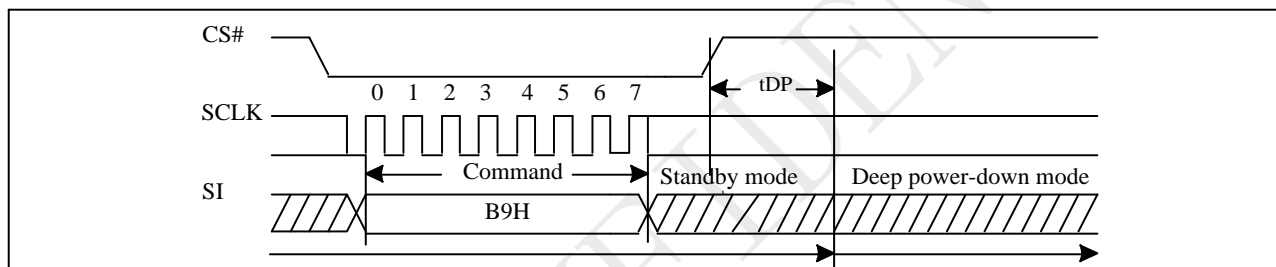 CS#
tDP
0 1 2 3 4 5 6 7
SCLK
Command
Standby mode
Deep power-down mode
SI
B9H